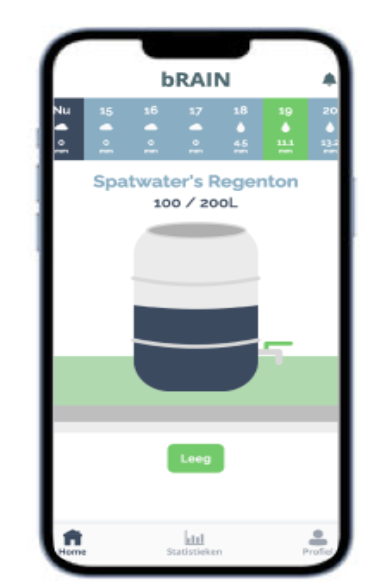 bRAIN
Nu 15 16 17 18 19 20
0 0 0 0 4.5 11.1 13.2
mm mm mm mm mm mm mm
Spatwater's Regenton
100 / 200L
Leeg
Home Statistieken Profiel